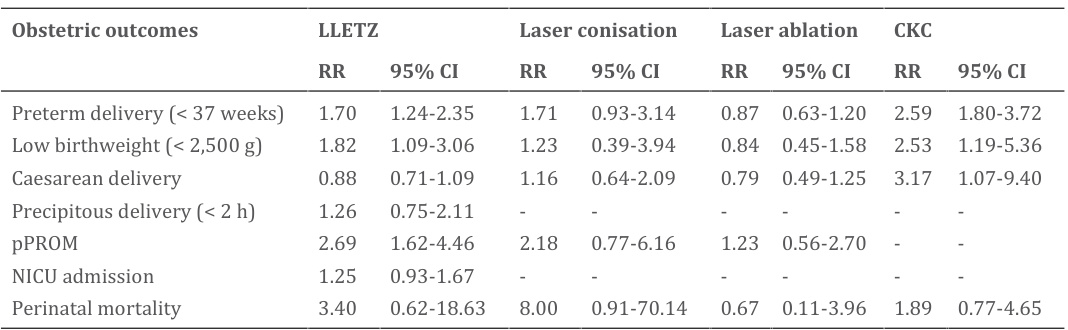 Obstetric outcomes LLETZ Laser conisation Laser ablation CKC
RR 95% CI RR 95% CI RR 95% CI RR 95% CI
Preterm delivery (< 37 weeks) 1.70 1.24-2.35 1.71 0.93-3.14 0.87 0.63-1.20 2.59 1.80-3.72
Low birthweight (< 2,500 g) 1.82 1.09-3.06 1.23 0.39-3.94 0.84 0.45-1.58 2.53 1.19-5.36
Caesarean delivery 0.88 0.71-1.09 1.16 0.64-2.09 0.79 0.49-1.25 3.17 1.07-9.40
Precipitous delivery (< 2 h) 1.26 0.75-2.11 - - - - - -
pPROM 2.69 1.62-4.46 2.18 0.77-6.16 1.23 0.56-2.70 - -
NICU admission 1.25 0.93-1.67 - - - - - -
Perinatal mortality 3.40 0.62-18.63 8.00 0.91-70.14 0.67 0.11-3.96 1.89 0.77-4.65